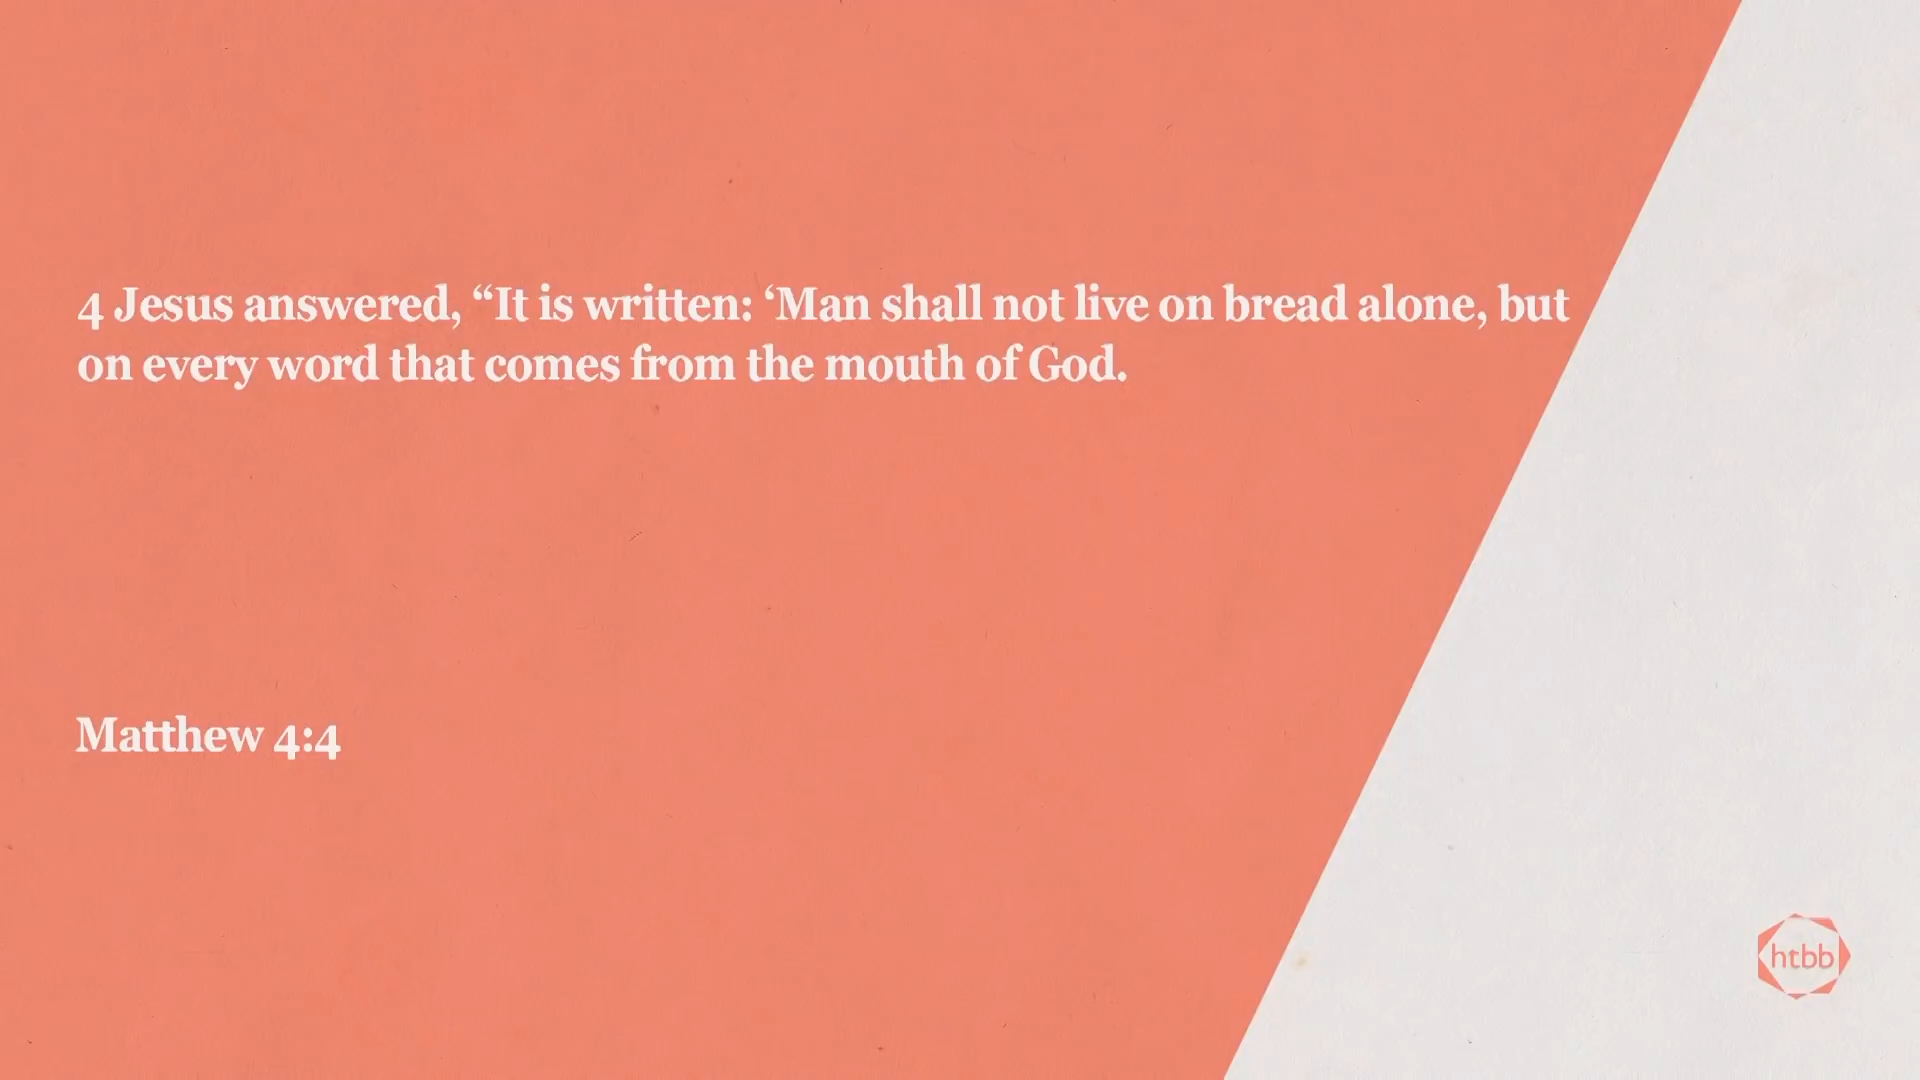 4 Jesus answered, “It is written: ‘Man shall not live on bread alone, but
on every word that comes from the mouth of God.
Matthew 4:4
htbb